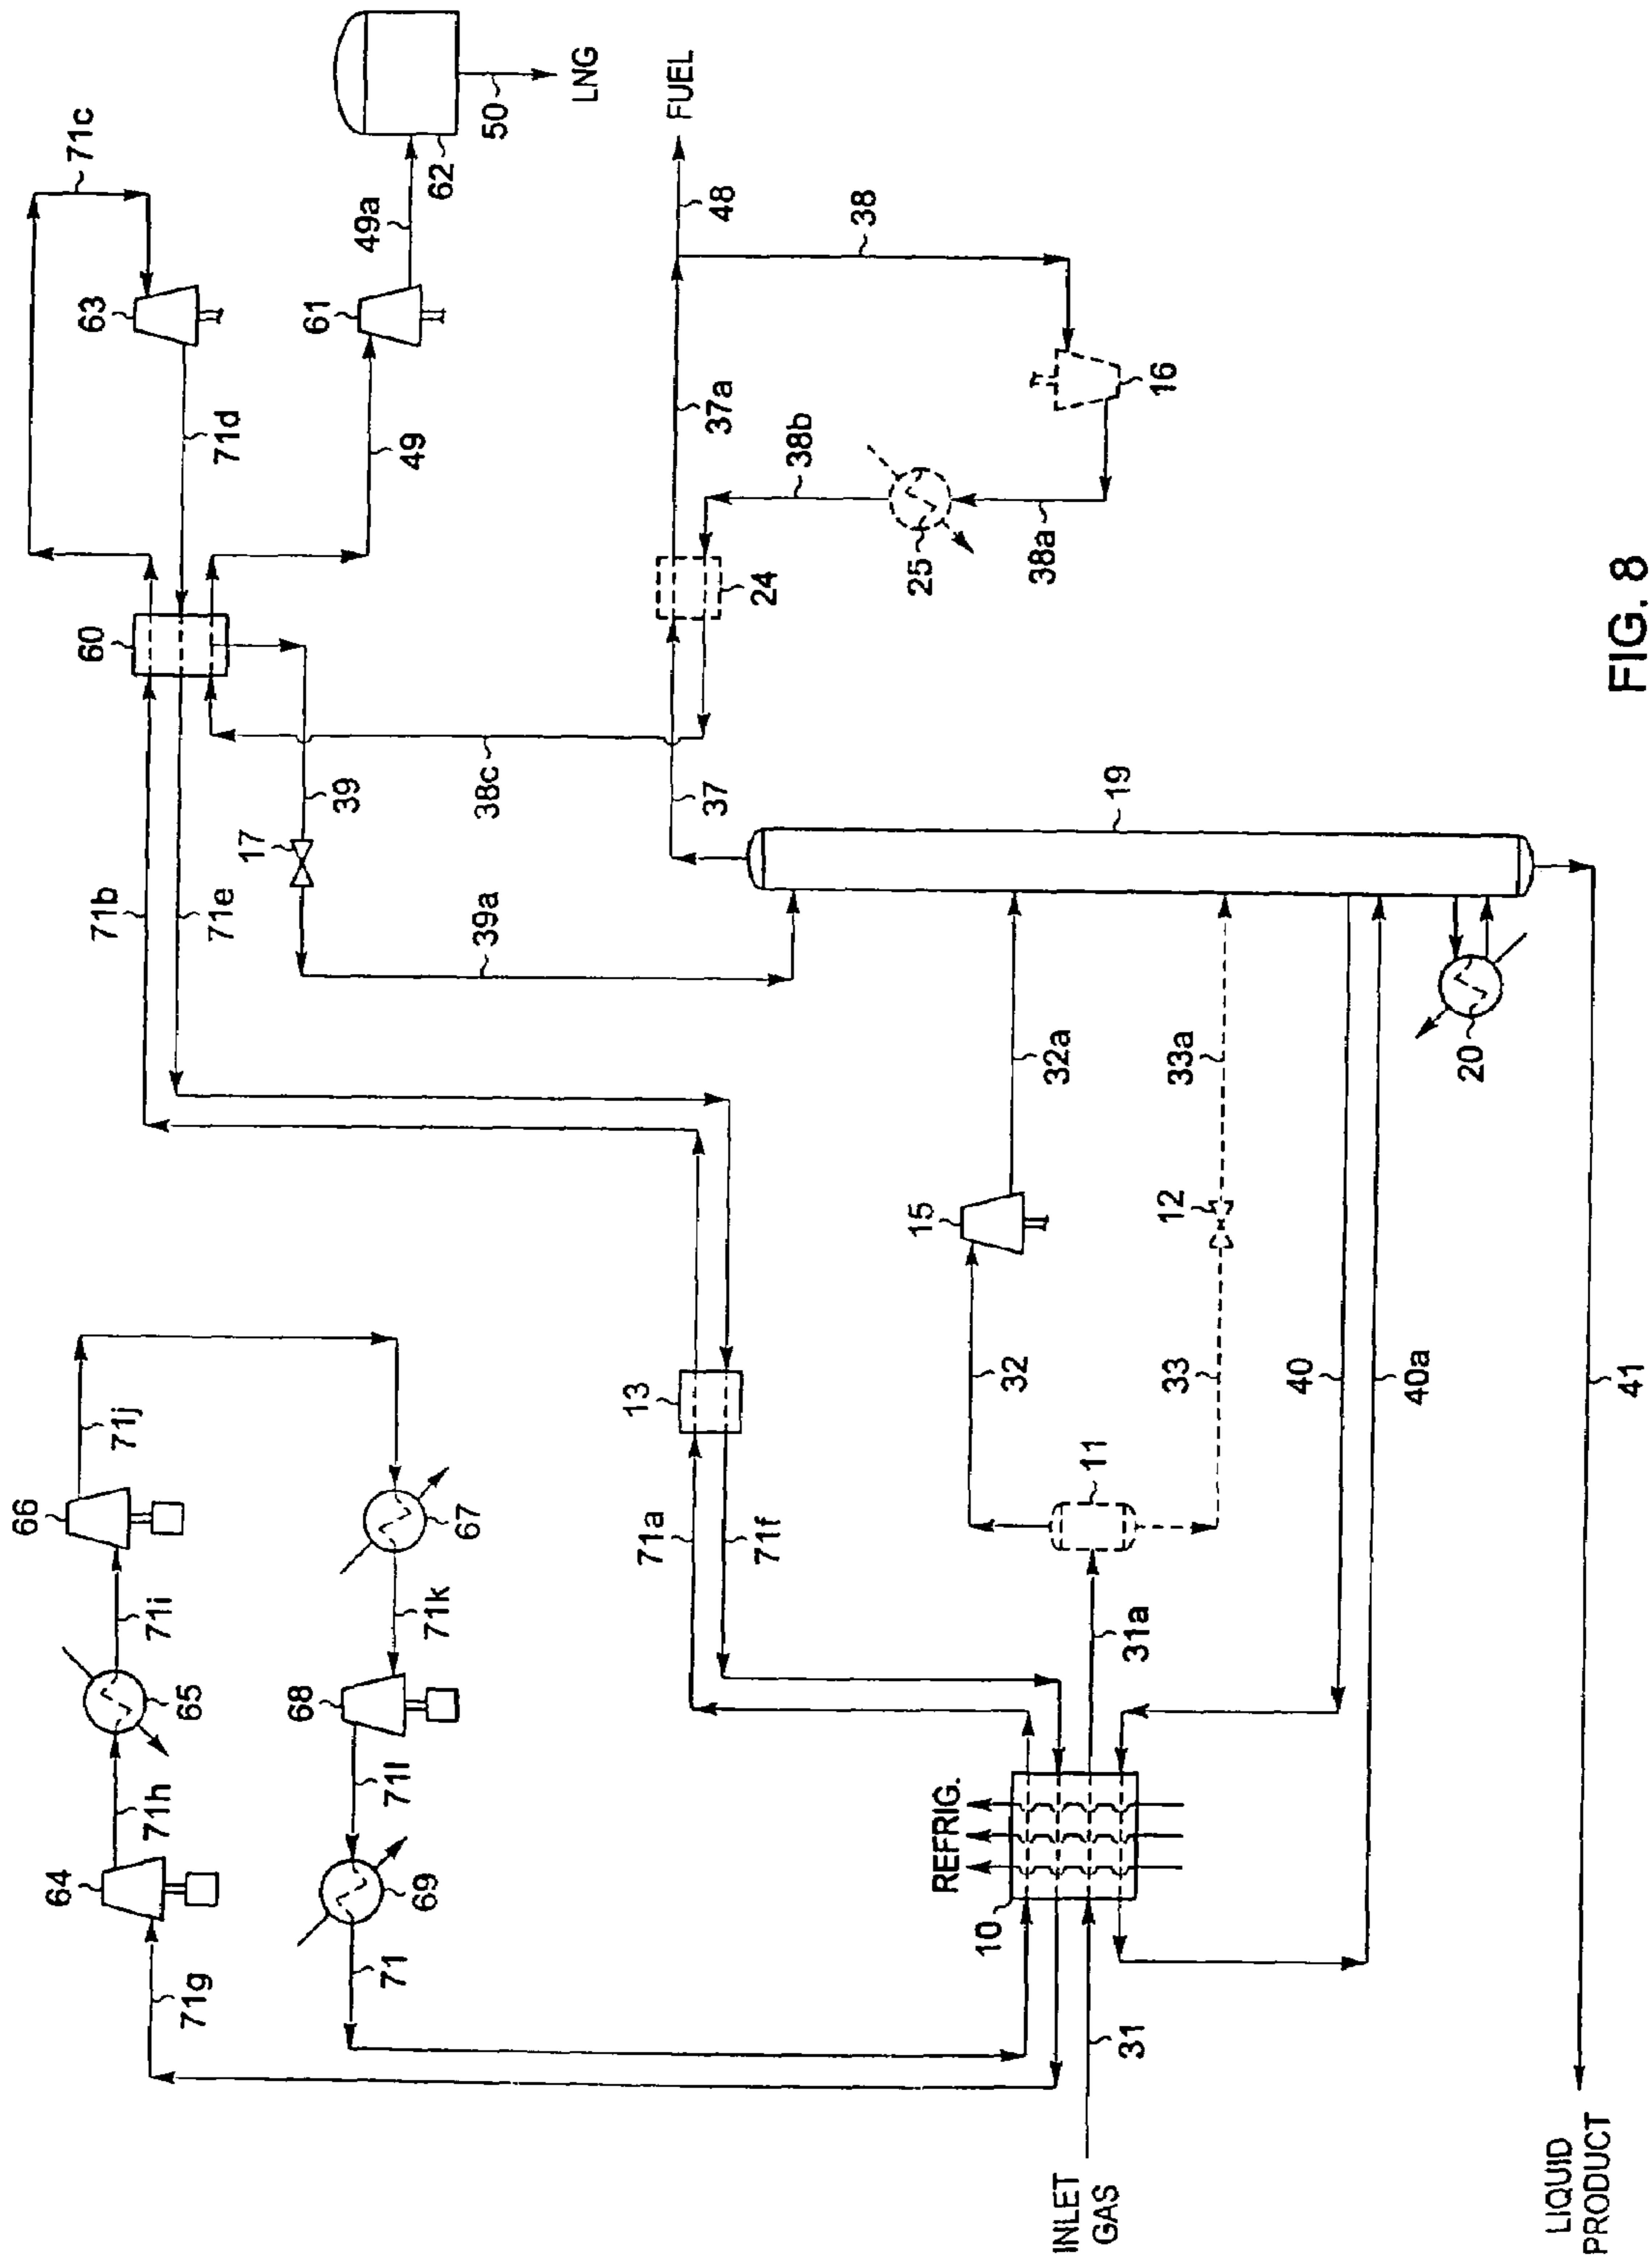 66
64
71c
60
63
71b
71j
71h
71i
71g
65
71e
71d
17
68
61
39
49a
71
71l
49
69
71k
62
67
39a
38c
50
LNG
13
71a
FUEL
37
37a
48
71f
24
38b
38
25
15
REFRIG.
10
32
38a
32a
11
19
INLET
GAS
31
31a
16
12
33
33a
40
40a
20
LIQUID
PRODUCT
41
FIG. 8